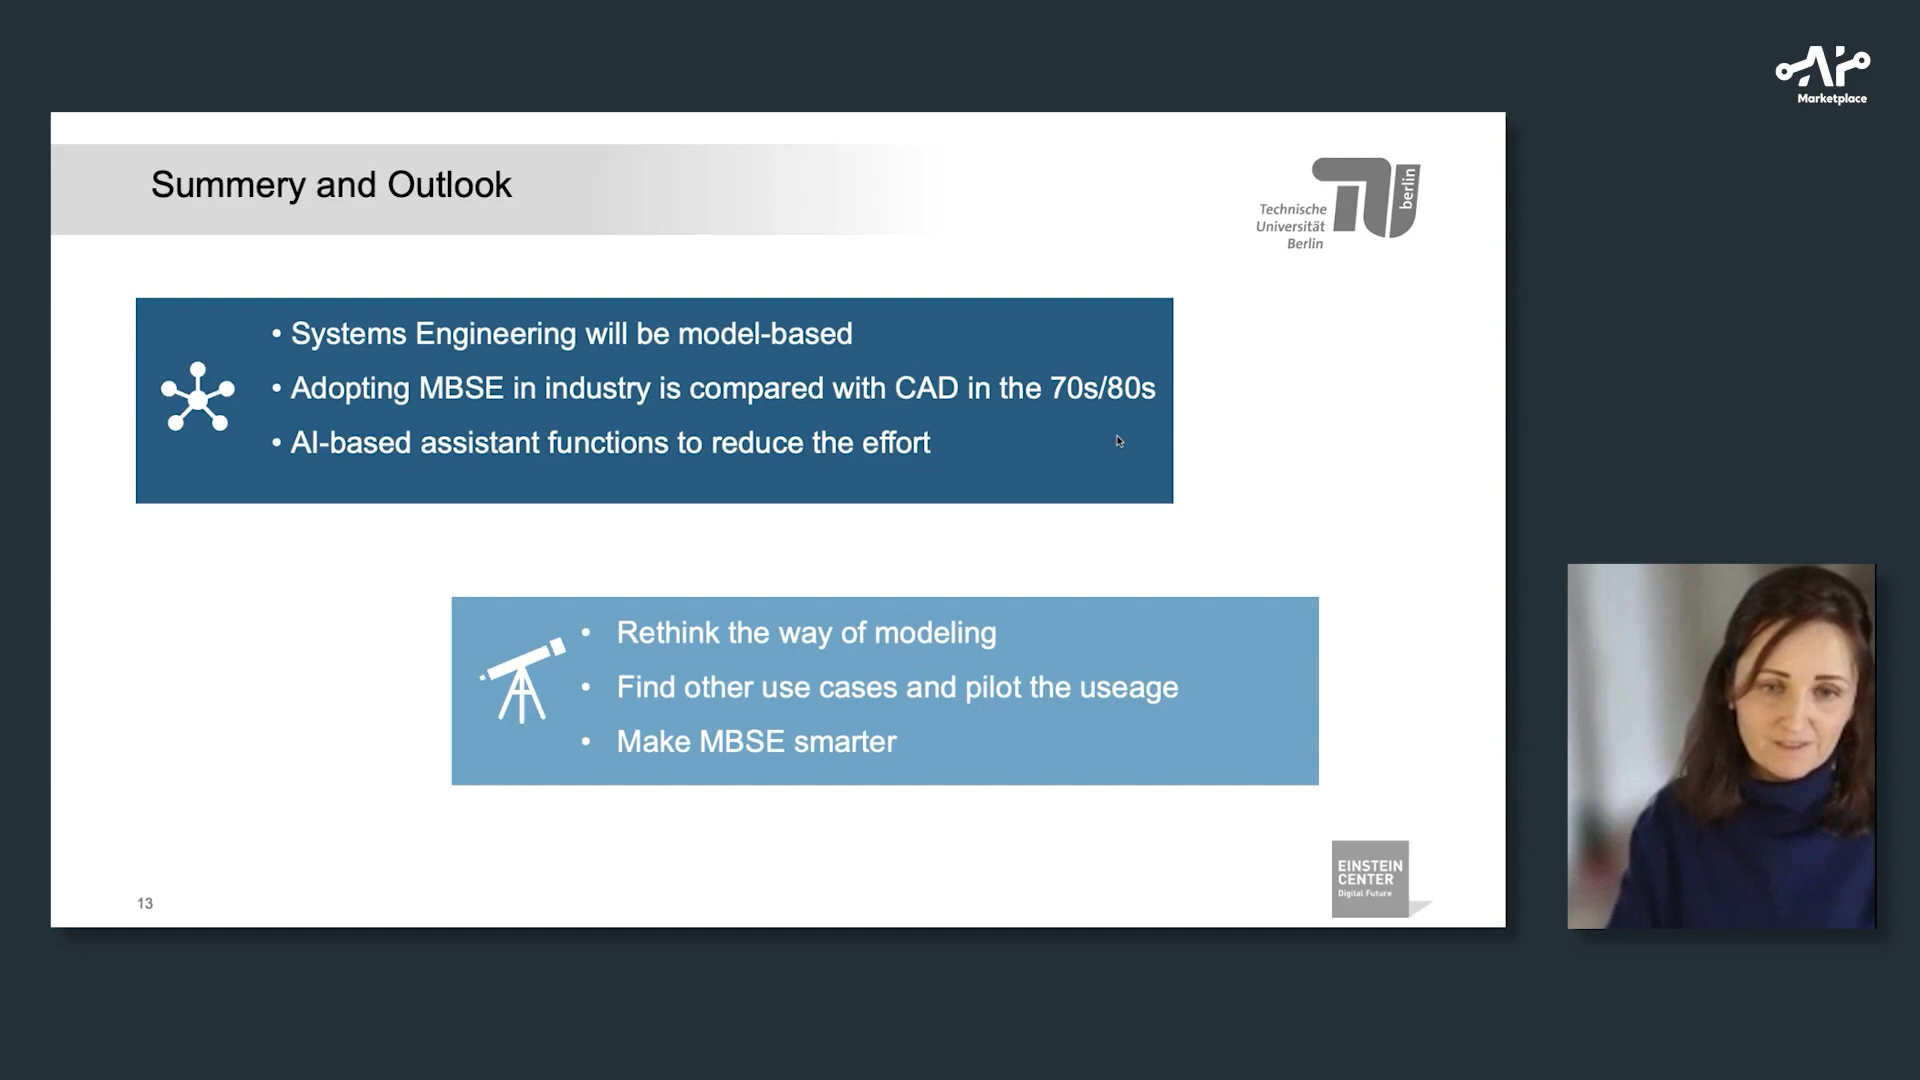 AI
Marketplace
Summery and Outlook
Technische
Universität
Berlin
berlin
• Systems Engineering will be model-based
• Adopting MBSE in industry is compared with CAD in the 70s/80s
• AI-based assistant functions to reduce the effort
• Rethink the way of modeling
• Find other use cases and pilot the useage
• Make MBSE smarter
EINSTEIN
CENTER
Digital Future
13